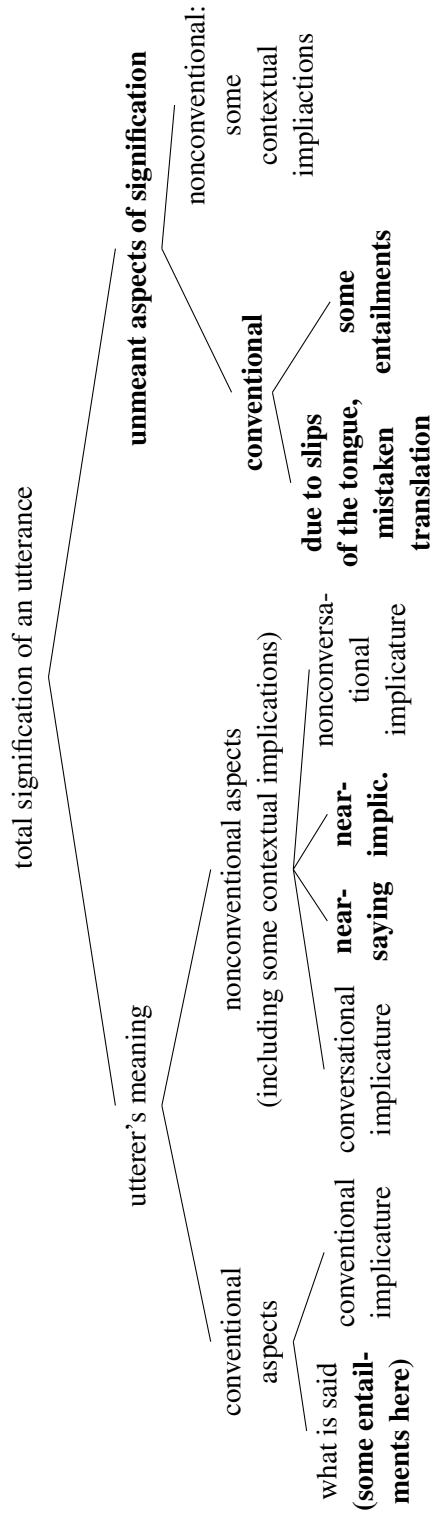 total signification of an utterance
utterer's meaning
unmeant aspects of signification
conventional
aspects
nonconventional aspects
(including some contextual implications)
conventional
nonconventional:
some
contextual
impliactions
what is said
(some entail-
ments here)
conventional
implicature
conversational
implicature
near-
saying
near-
implic.
nonconversa-
tional
implicature
due to slips
of the tongue,
mistaken
translation
some
entailments